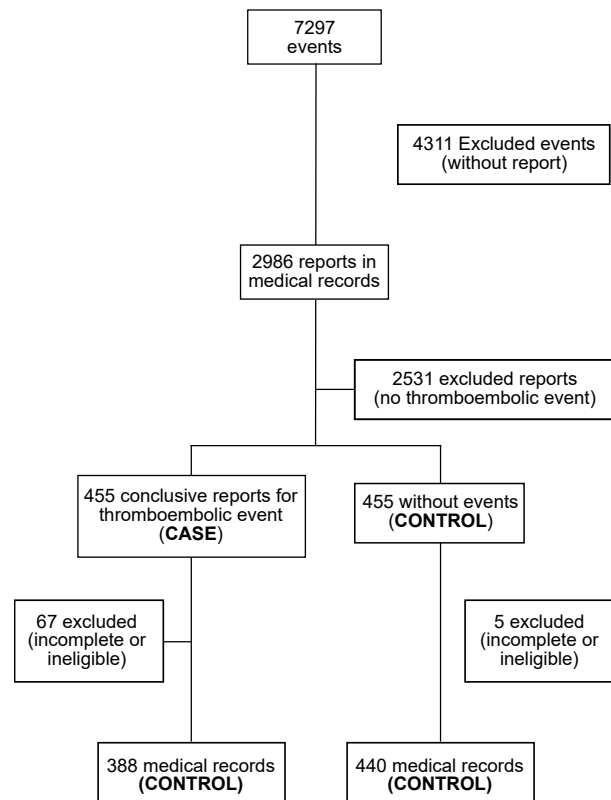 7297
events
4311 Excluded events
(without report)
2986 reports in
medical records
2531 excluded reports
(no thromboembolic event)
455 conclusive reports for
thromboembolic event
(CASE)
455 without events
(CONTROL)
67 excluded
(incomplete or
ineligible)
5 excluded
(incomplete or
ineligible)
388 medical records
(CONTROL)
440 medical records
(CONTROL)